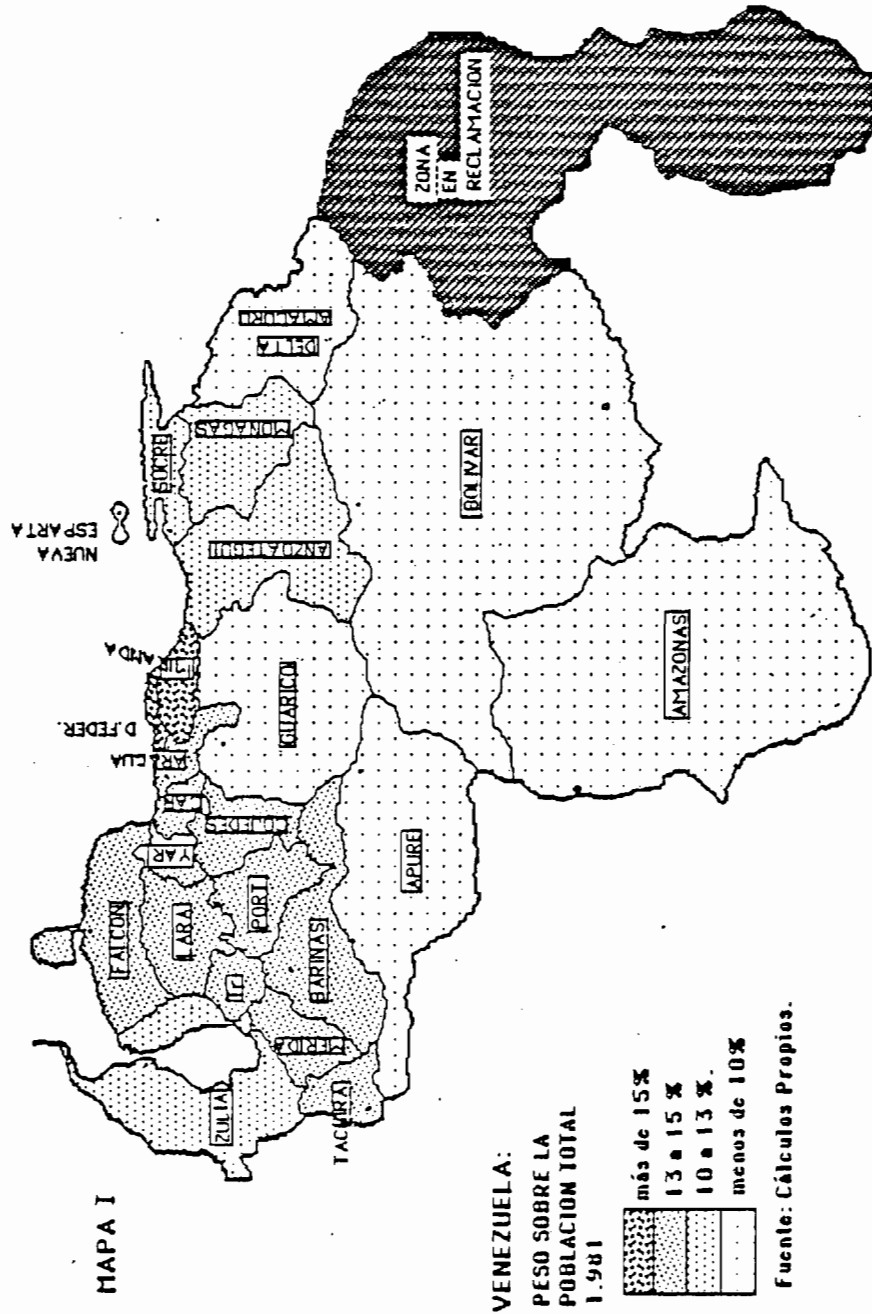 MAPA I
FALCON
LARA
YAR
CAR
ARAGUA
D.FEDER.
MIRANDA
NUEVA
ESPARTA
SUCRE
MONAGAS
DELTA
AMACURO
ANZOATEGUI
GUARICO
COJEDES
PORT
BARINAS
MERIDA
TACHIRA
ZULIA
APURE
BOLIVAR
AMAZONAS
ZONA
EN
RECLAMACION
VENEZUELA:
PESO SOBRE LA
POBLACION TOTAL
1.981
más de 15%
13 a 15 %
10 a 13 %.
menos de 10%
Fuente: Cálculos Propios.